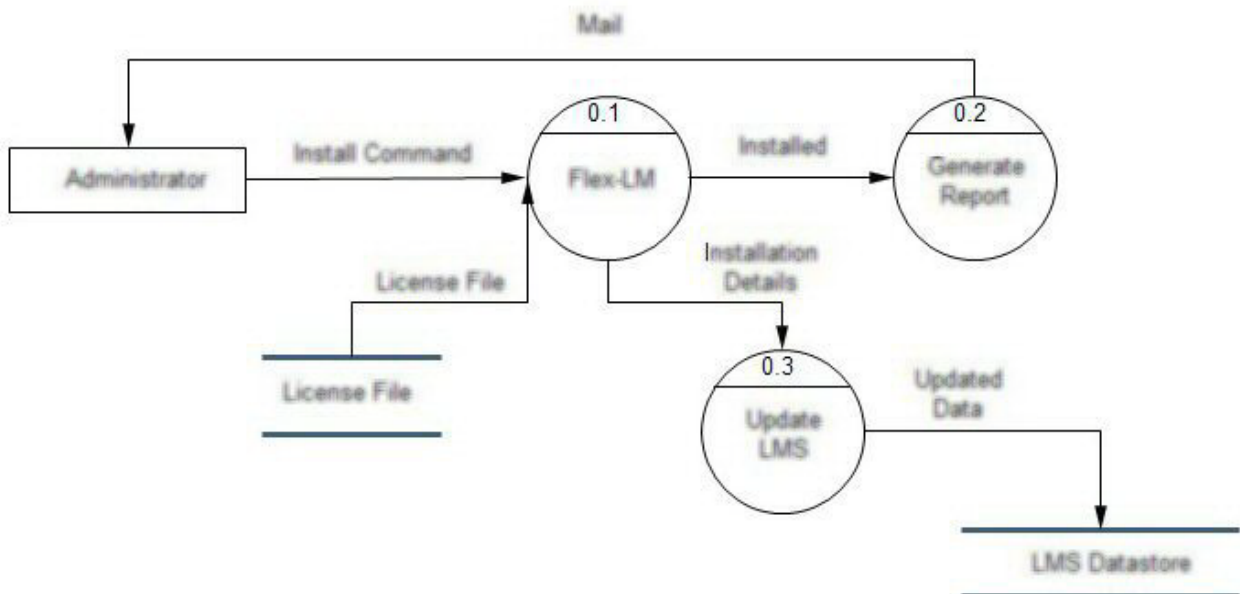 Mail
0.1
0.2
Administrator
Install Command
Flex-LM
Installed
Generate
Report
License File
Installation
Details
License File
0.3
Update
LMS
Updated
Data
LMS Datastore